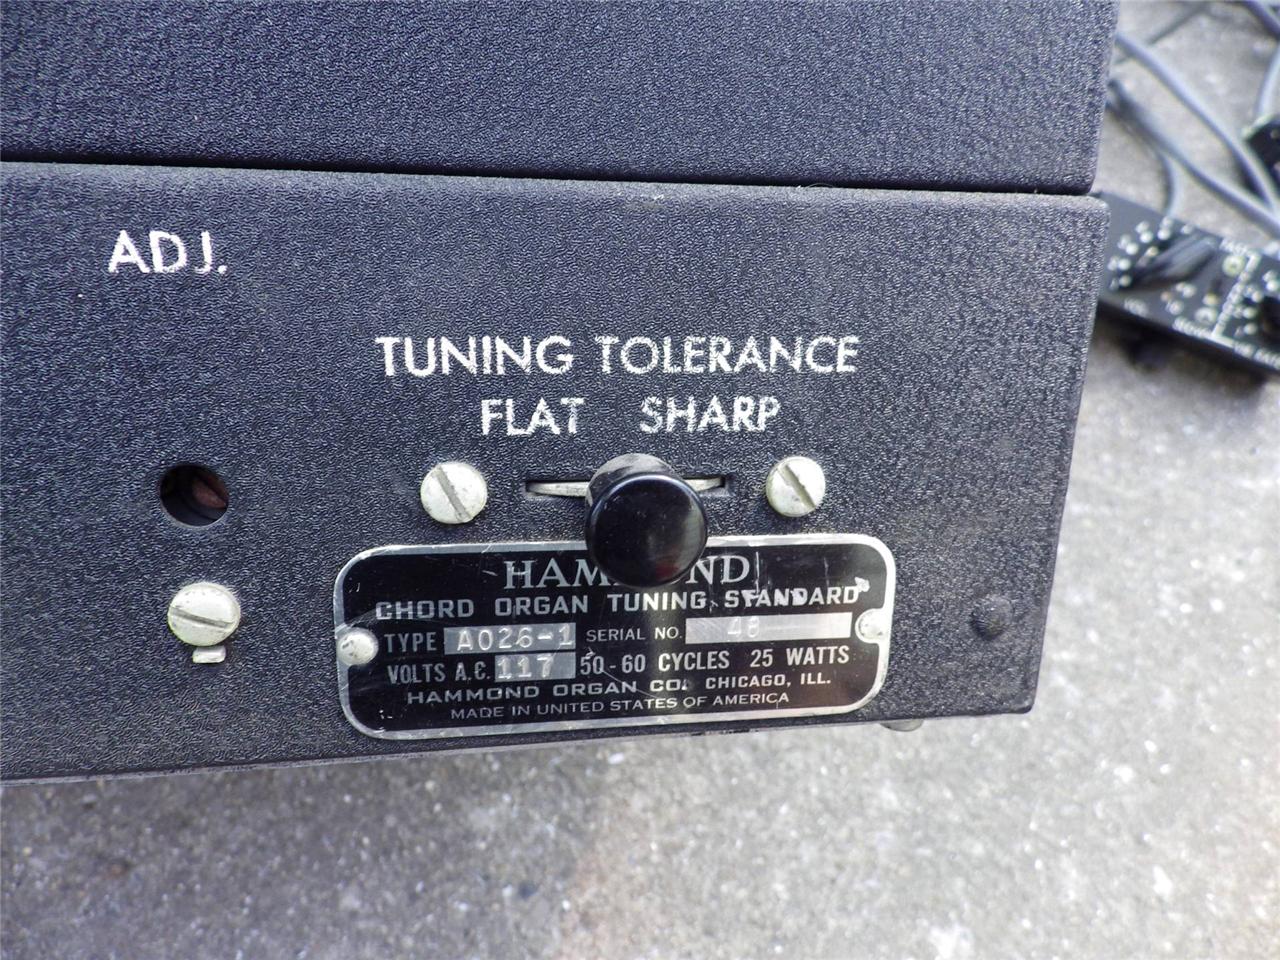 ADJ.
TUNING TOLERANCE
FLAT SHARP
HAMMOND
CHORD ORGAN TUNING STANDARD
TYPE A026-1 SERIAL NO. 48
VOLTS A.C. 117 50-60 CYCLES 25 WATTS
HAMMOND ORGAN CO. CHICAGO, ILL.
MADE IN UNITED STATES OF AMERICA
VOL.